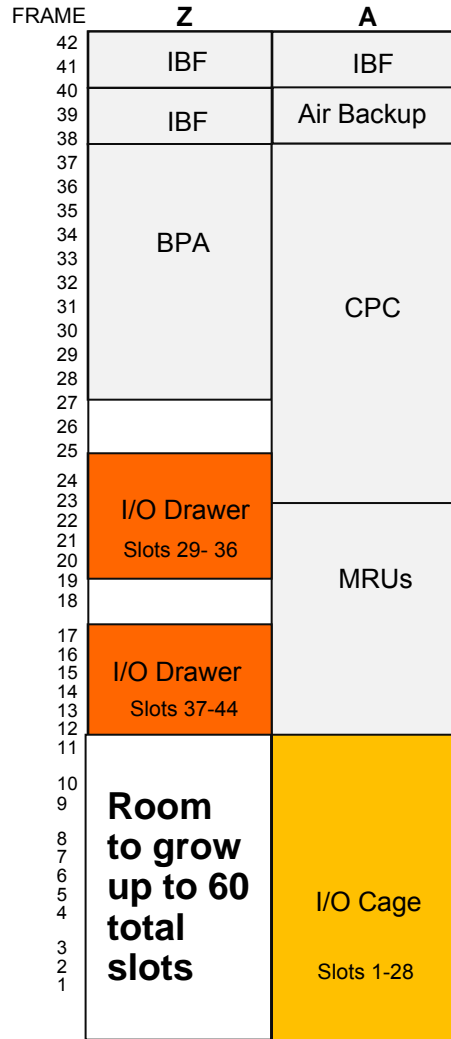 FRAME Z A
42
41 IBF IBF
40
39 IBF Air Backup
38
37
36
35
34 BPA
33
32
31 CPC
30
29
28
27
26
25
24
23
22 I/O Drawer
21
20 Slots 29- 36
19 MRUs
18
17
16
15 I/O Drawer
14
13 Slots 37-44
12
11
10
9 Room
8 to grow
7
6 up to 60
5
4 total I/O Cage
3
2 slots Slots 1-28
1